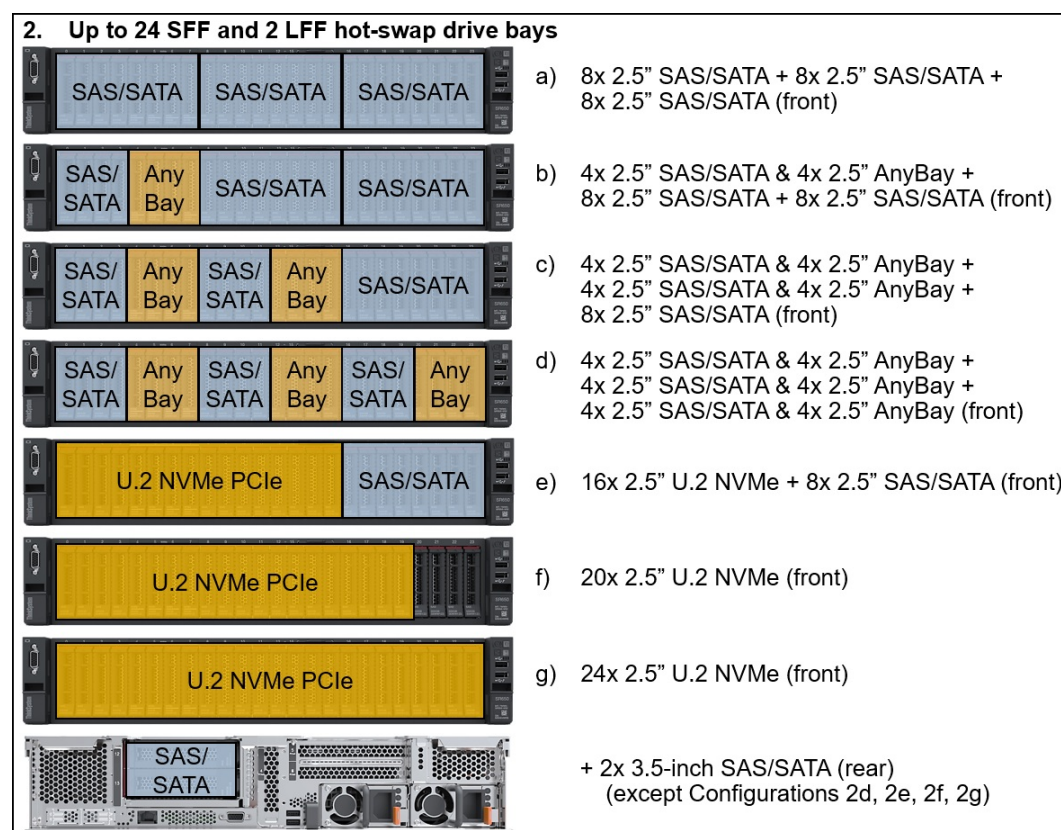 2. Up to 24 SFF and 2 LFF hot-swap drive bays
SAS/SATA SAS/SATA SAS/SATA
a) 8x 2.5” SAS/SATA + 8x 2.5” SAS/SATA +
8x 2.5” SAS/SATA (front)
SAS/ Any
SATA Bay SAS/SATA SAS/SATA
b) 4x 2.5” SAS/SATA & 4x 2.5” AnyBay +
8x 2.5” SAS/SATA + 8x 2.5” SAS/SATA (front)
SAS/ Any SAS/ Any
SATA Bay SATA Bay SAS/SATA
c) 4x 2.5” SAS/SATA & 4x 2.5” AnyBay +
4x 2.5” SAS/SATA & 4x 2.5” AnyBay +
8x 2.5” SAS/SATA (front)
SAS/ Any SAS/ Any SAS/ Any
SATA Bay SATA Bay SATA Bay
d) 4x 2.5” SAS/SATA & 4x 2.5” AnyBay +
4x 2.5” SAS/SATA & 4x 2.5” AnyBay +
4x 2.5” SAS/SATA & 4x 2.5” AnyBay (front)
U.2 NVMe PCIe SAS/SATA
e) 16x 2.5” U.2 NVMe + 8x 2.5” SAS/SATA (front)
U.2 NVMe PCIe
f) 20x 2.5” U.2 NVMe (front)
U.2 NVMe PCIe
g) 24x 2.5” U.2 NVMe (front)
SAS/
SATA
+ 2x 3.5-inch SAS/SATA (rear)
(except Configurations 2d, 2e, 2f, 2g)